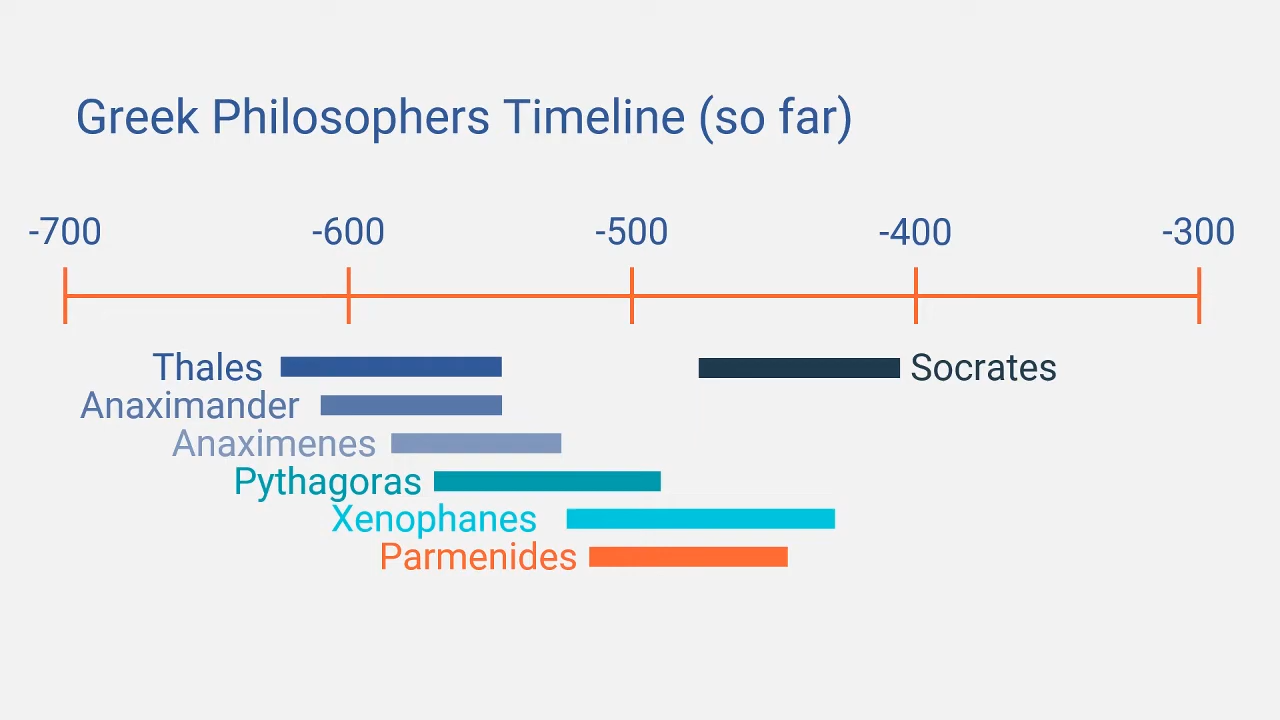 Greek Philosophers Timeline (so far)
-700 -600 -500 -400 -300
Thales Socrates
Anaximander
Anaximenes
Pythagoras
Xenophanes
Parmenides